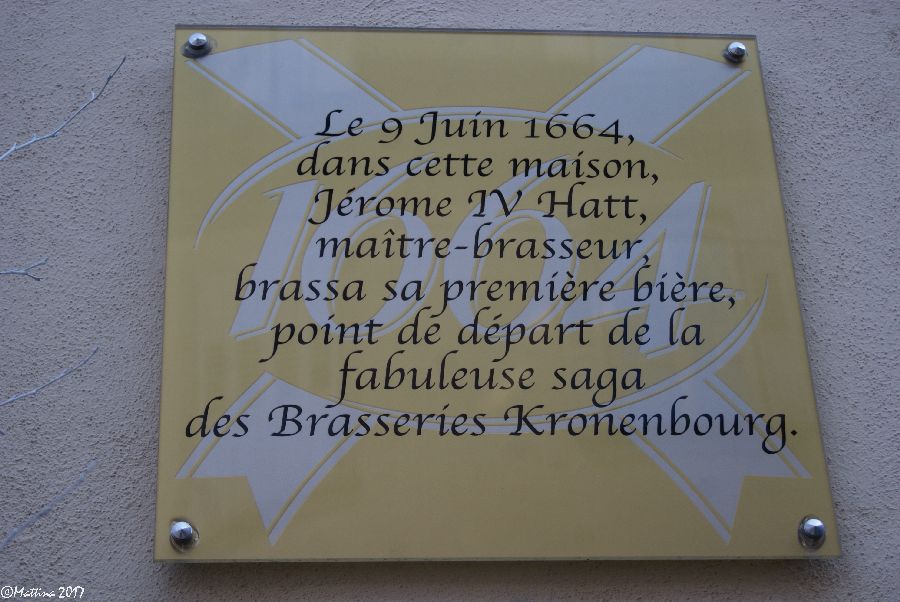 Le 9 Juin 1664,
dans cette maison,
Jérome IV Hatt,
maître-brasseur,
brassa sa première bière,
point de départ de la
fabuleuse saga
des Brasseries Kronenbourg.
1664
©Mattina 2017